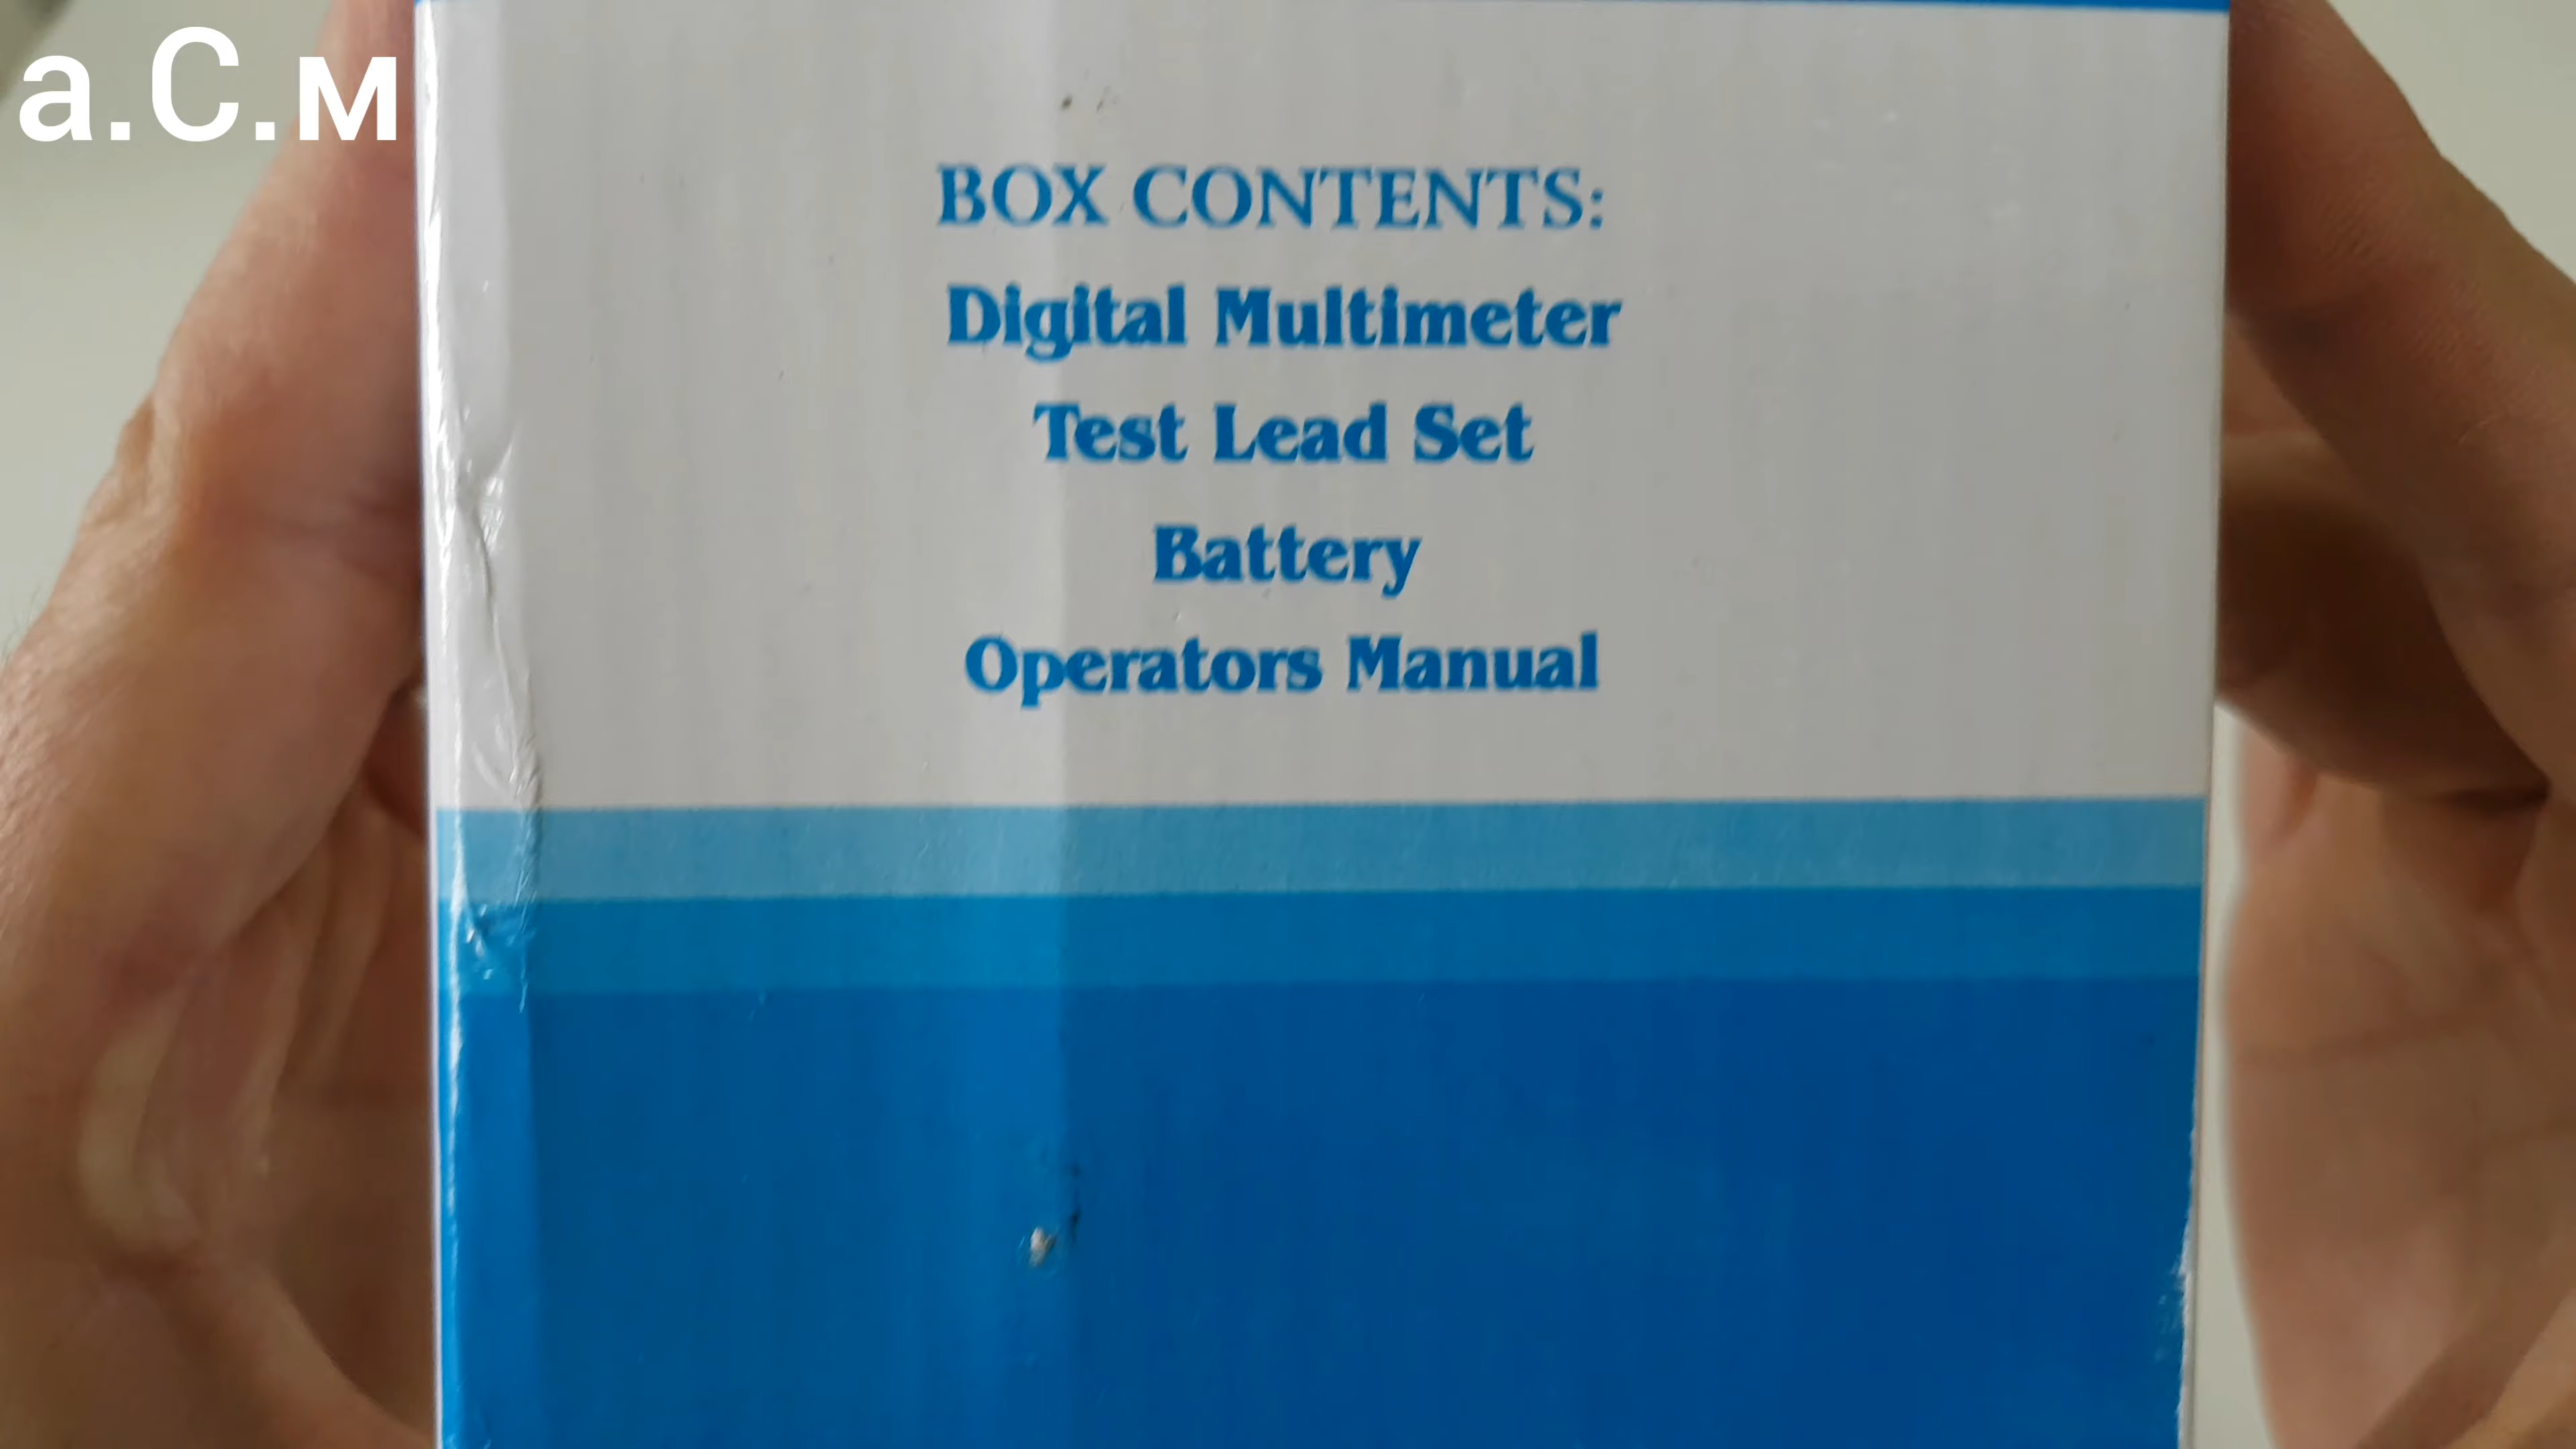 а.С.м
BOX CONTENTS:
Digital Multimeter
Test Lead Set
Battery
Operators Manual